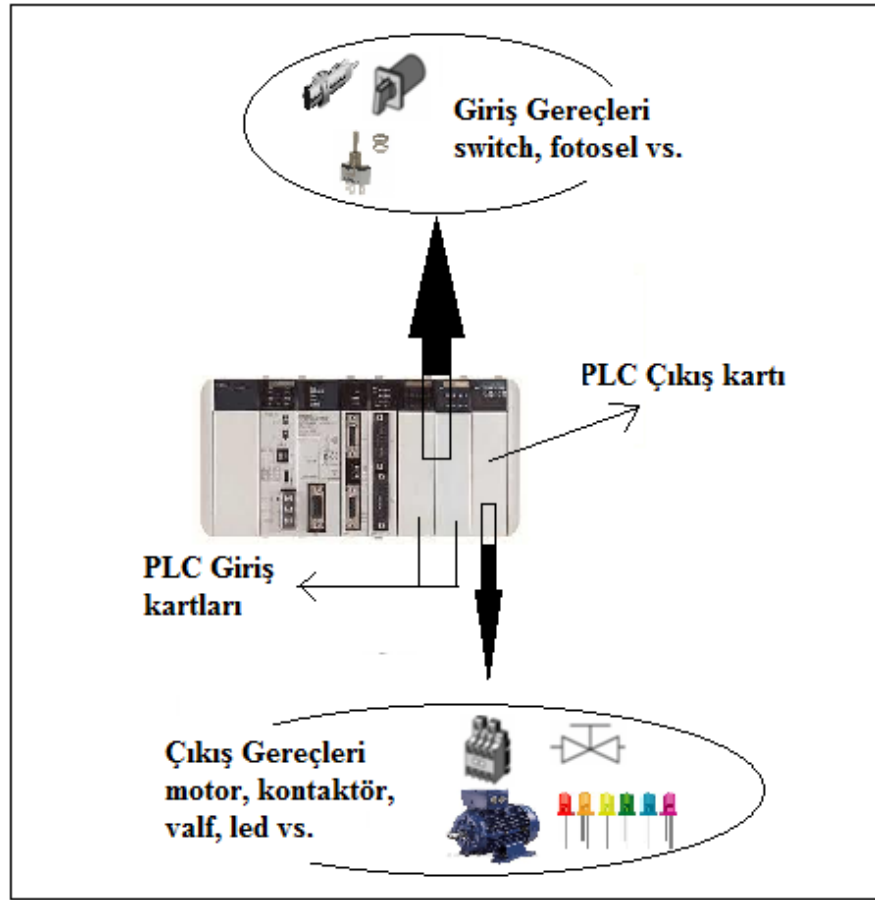 Giriş Gereçleri
switch, fotosel vs.
PLC Çıkış kartı
PLC Giriş
kartları
Çıkış Gereçleri
motor, kontaktör,
valf, led vs.